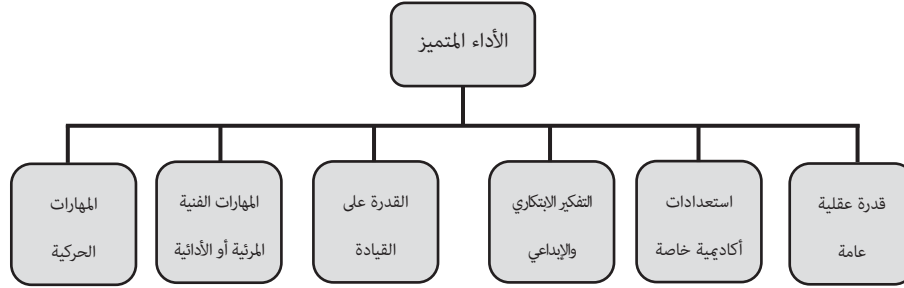 الأداء المتميز
قدرة عقلية
عامة
استعدادات
أكاديمية خاصة
التفكير الابتكاري
والإبداعي
القدرة على
القيادة
المهارات الفنية
المرئية أو الأدائية
المهارات
الحركية